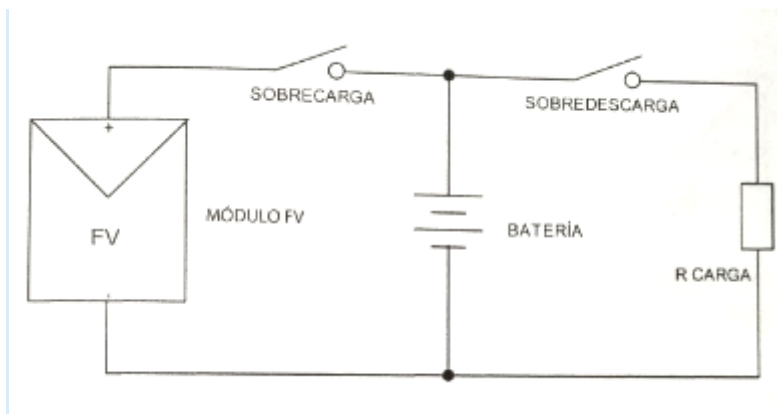 SOBRECARGA
SOBREDESCARGA
+
FV
MÓDULO FV
BATERÍA
R CARGA
-